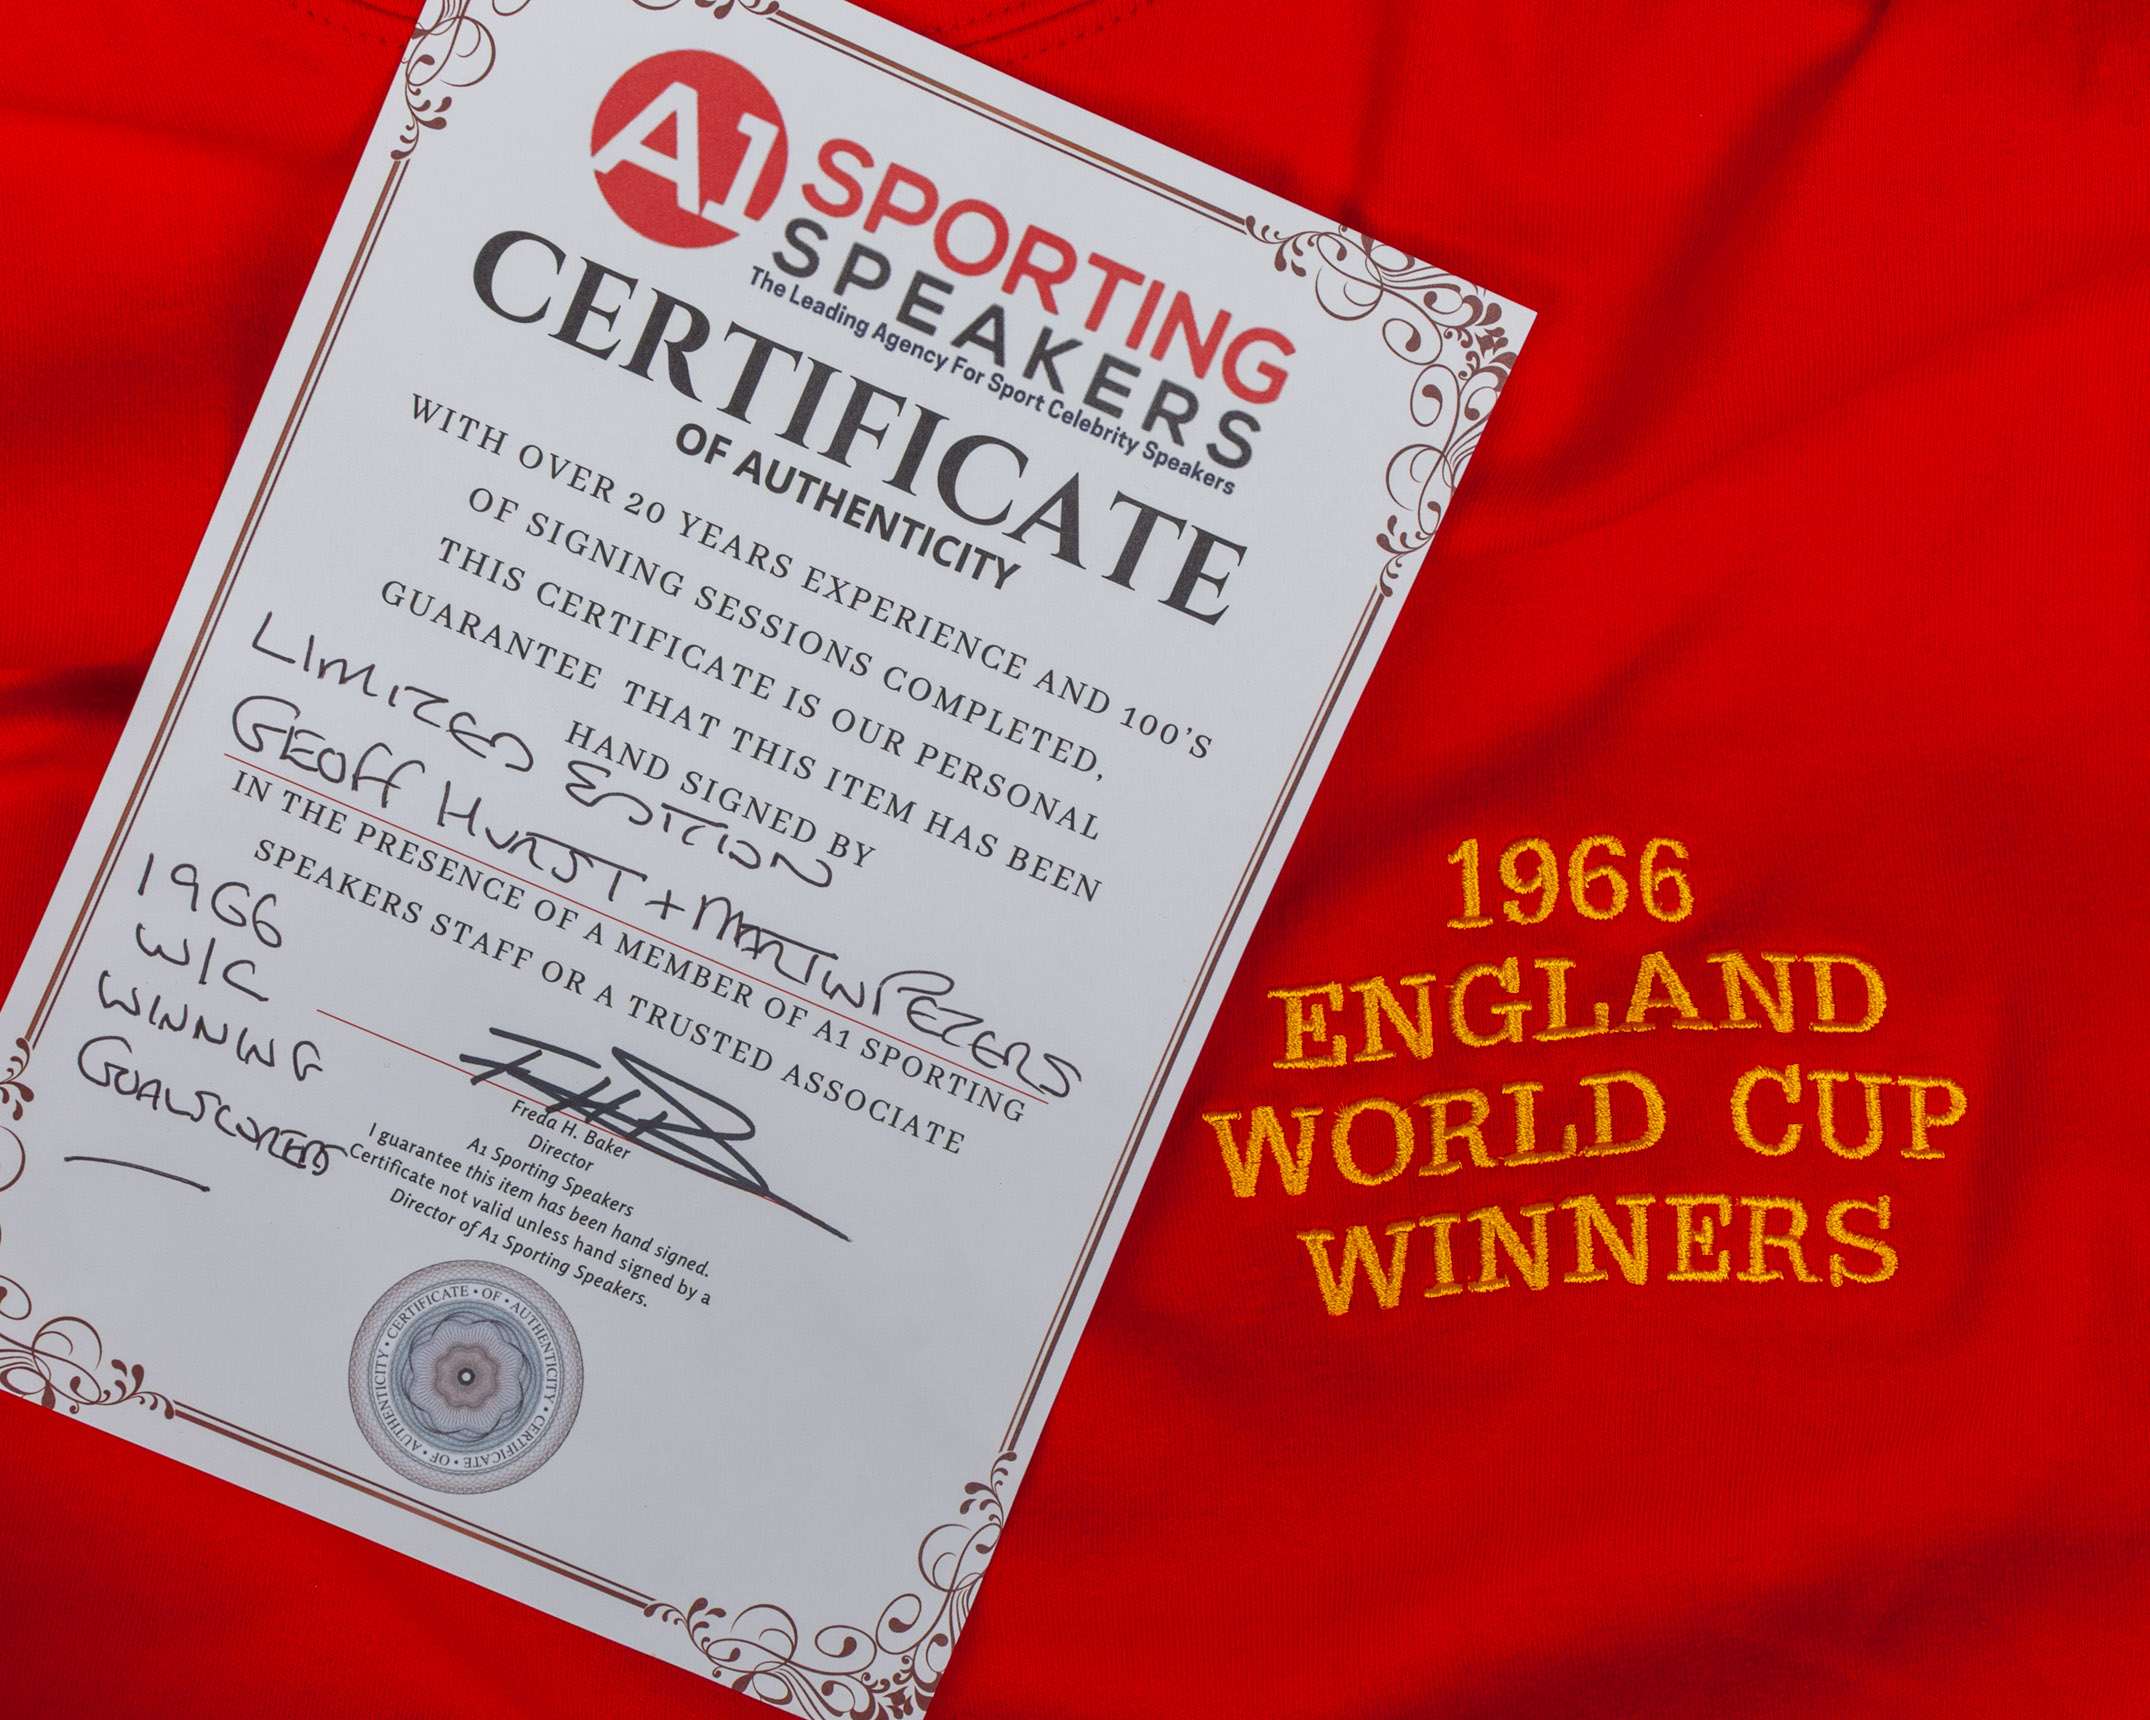 A1 SPORTING
SPEAKERS
The Leading Agency For Sport Celebrity Speakers
CERTIFICATE
OF AUTHENTICITY
WITH OVER 20 YEARS EXPERIENCE AND 100'S
OF SIGNING SESSIONS COMPLETED,
THIS CERTIFICATE IS OUR PERSONAL
GUARANTEE THAT THIS ITEM HAS BEEN
HAND SIGNED BY
LIMITED EDITION
GEOFF HURST + MARTIN PETERS
IN THE PRESENCE OF A MEMBER OF A1 SPORTING
SPEAKERS STAFF OR A TRUSTED ASSOCIATE
1966
W/C
WINNING
GOALSCORERS
Freda H. Baker
Director
A1 Sporting Speakers
I guarantee this item has been hand signed.
Certificate not valid unless hand signed by a
Director of A1 Sporting Speakers.
CERTIFICATE • OF • AUTHENTICITY • CERTIFICATE • OF • AUTHENTICITY •
1966
ENGLAND
WORLD CUP
WINNERS